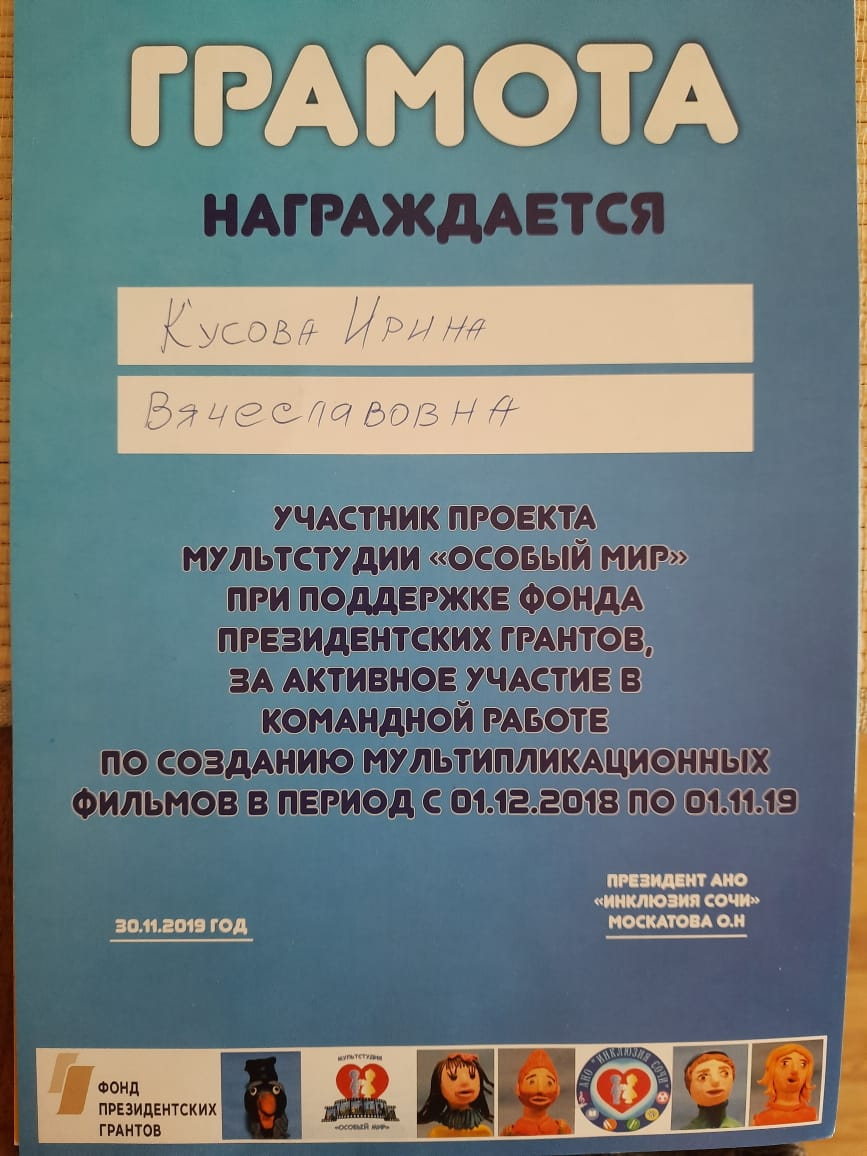 ГРАМОТА
НАГРАЖДАЕТСЯ
Кусова Ирина
Вячеславовна
УЧАСТНИК ПРОЕКТА
МУЛЬТСТУДИИ «ОСОБЫЙ МИР»
ПРИ ПОДДЕРЖКЕ ФОНДА
ПРЕЗИДЕНТСКИХ ГРАНТОВ,
ЗА АКТИВНОЕ УЧАСТИЕ В
КОМАНДНОЙ РАБОТЕ
ПО СОЗДАНИЮ МУЛЬТИПЛИКАЦИОННЫХ
ФИЛЬМОВ В ПЕРИОД С 01.12.2018 ПО 01.11.19
30.11.2019 ГОД
ПРЕЗИДЕНТ АНО
«ИНКЛЮЗИЯ СОЧИ»
МОСКАТОВА О.Н
ФОНД
ПРЕЗИДЕНТСКИХ
ГРАНТОВ
МУЛЬТСТУДИЯ
«ОСОБЫЙ МИР»
АНО "ИНКЛЮЗИЯ СОЧИ"